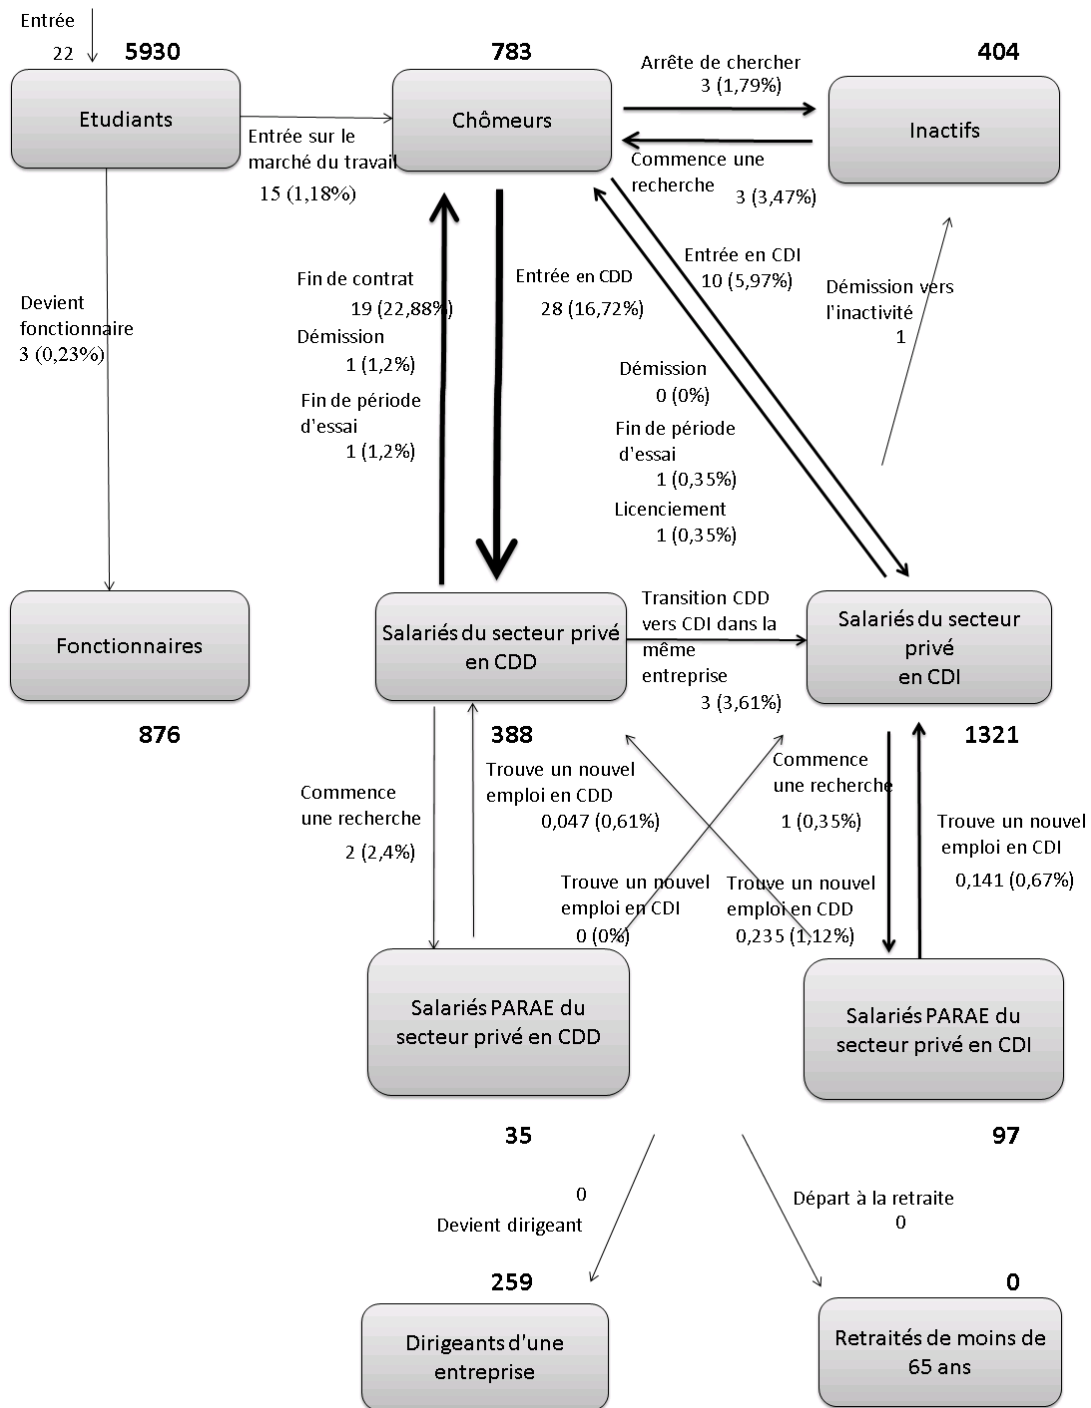 Entrée
22
5930
783
404
Etudiants
Chômeurs
Inactifs
Arrête de chercher
3 (1,79%)
Commence une
recherche
3 (3,47%)
Entrée sur le
marché du travail
15 (1,18%)
Devient
fonctionnaire
3 (0,23%)
Fin de contrat
19 (22,88%)
Démission
1 (1,2%)
Fin de période
d'essai
1 (1,2%)
Entrée en CDD
28 (16,72%)
Entrée en CDI
10 (5,97%)
Démission
0 (0%)
Fin de période
d'essai
1 (0,35%)
Licenciement
1 (0,35%)
Démission vers
l'inactivité
1
Fonctionnaires
876
Salariés du secteur privé
en CDD
388
Transition CDD
vers CDI dans la
même
entreprise
3 (3,61%)
Salariés du secteur
privé
en CDI
1321
Commence
une recherche
2 (2,4%)
Trouve un nouvel
emploi en CDD
0,047 (0,61%)
Trouve un nouvel
emploi en CDI
0 (0%)
Trouve un nouvel
emploi en CDD
0,235 (1,12%)
Commence
une recherche
1 (0,35%)
Trouve un nouvel
emploi en CDI
0,141 (0,67%)
Salariés PARAE du
secteur privé en CDD
35
Salariés PARAE du
secteur privé en CDI
97
0
Devient dirigeant
Départ à la retraite
0
259
Dirigeants d'une
entreprise
0
Retraités de moins de
65 ans